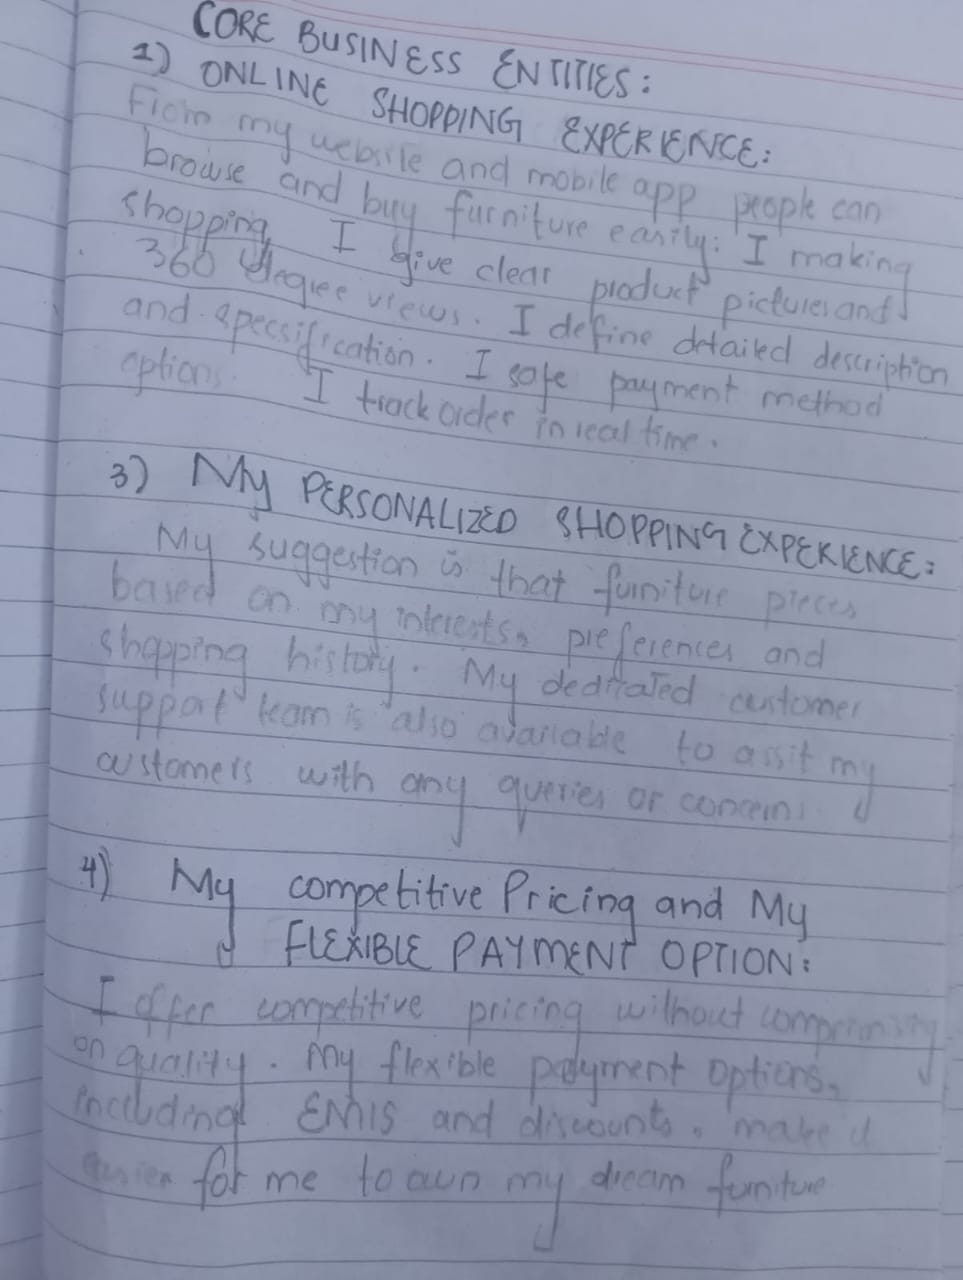 CORE BUSINESS ENTITIES:
1) ONLINE SHOPPING EXPERIENCE:
From my website and mobile app people can
browse and buy furniture easily: I making
shopping I give clear product pictures and
360 degree views. I define detailed description
and specsification. I safe payment method
options I track order in real time.
3) My PERSONALIZED SHOPPING EXPERIENCE:
My suggestion is that furniture pieces
based on my interests, preferences and
shopping history. My dedicated customer
support team is also available to assit my
customers with any queries or concerns.
4) My competitive Pricing and My
FLEXIBLE PAYMENT OPTION:
I offer competitive pricing without
on quality. My flexible payment options,
including EMIS and discounts, make it
easier for me to own my dream furniture